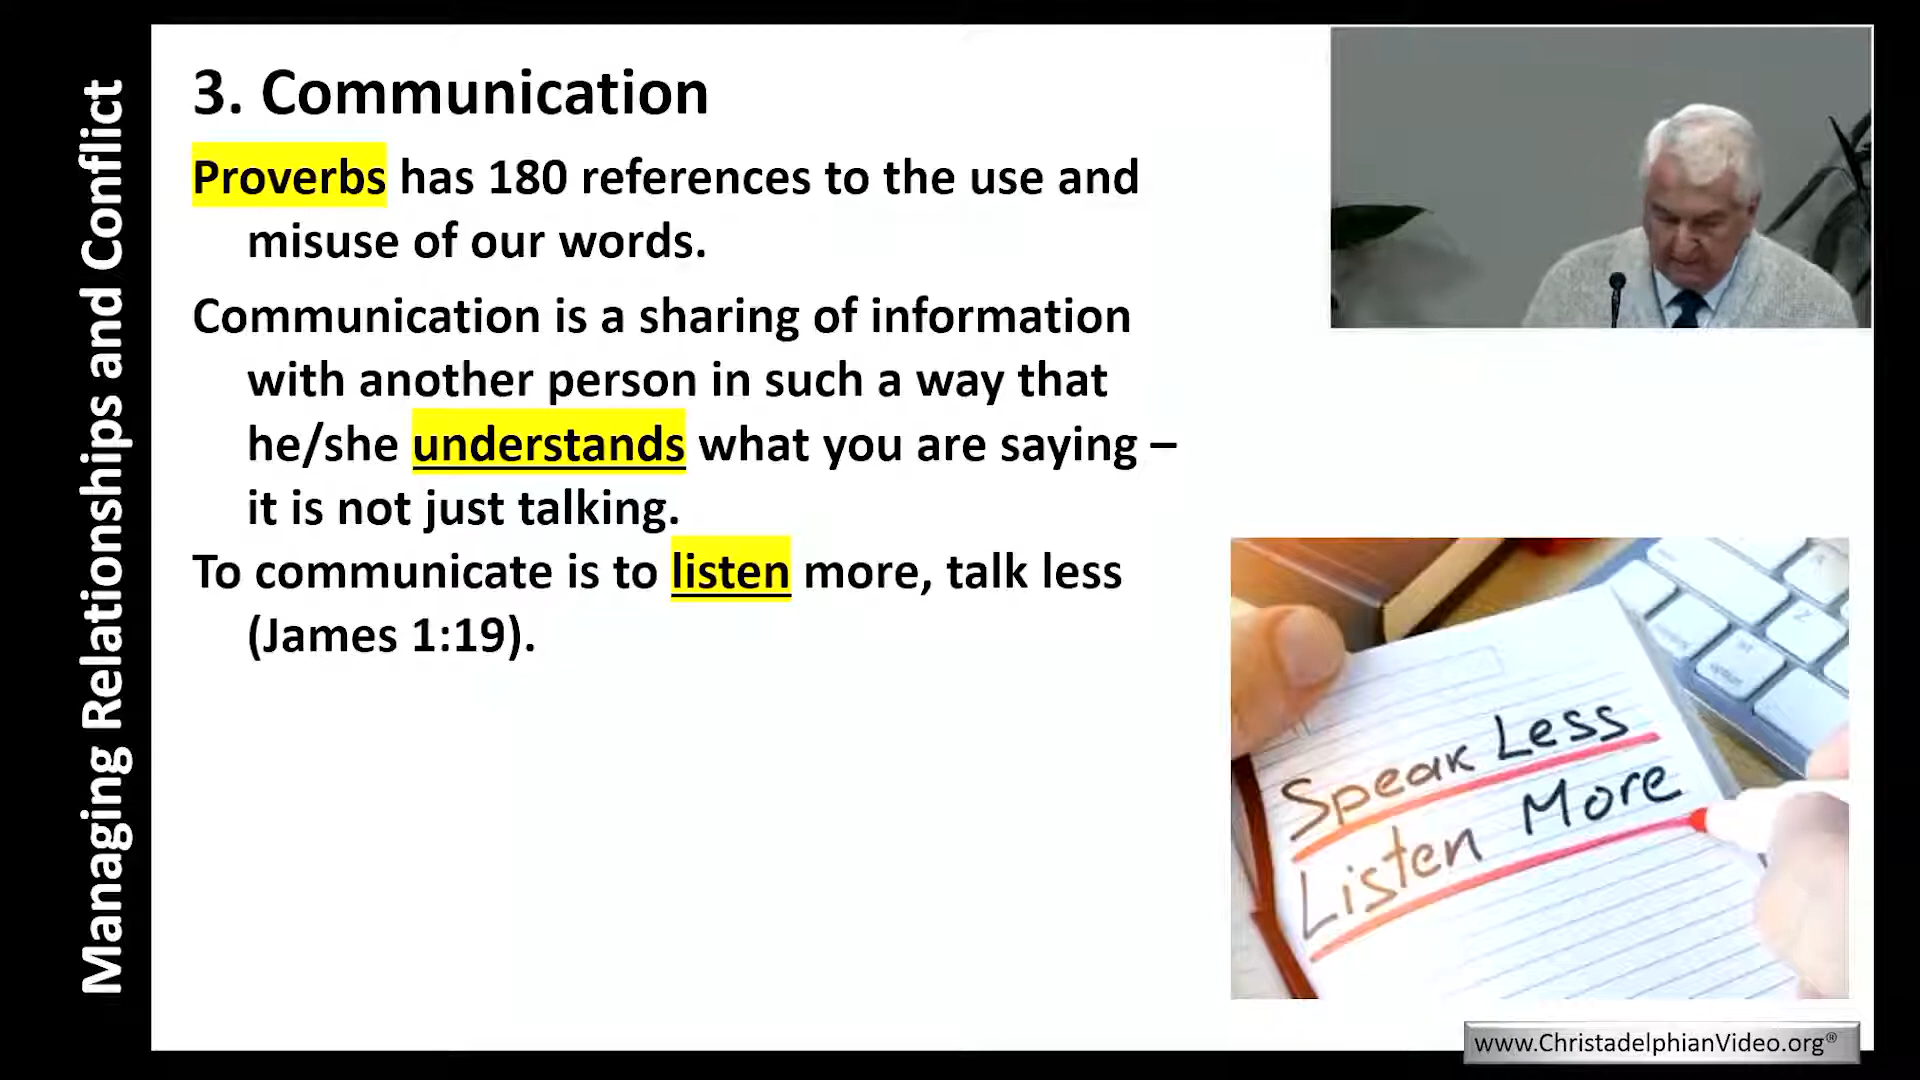 Managing Relationships and Conflict
3. Communication
Proverbs has 180 references to the use and
misuse of our words.
Communication is a sharing of information
with another person in such a way that
he/she understands what you are saying –
it is not just talking.
To communicate is to listen more, talk less
(James 1:19).
Speak Less
Listen More
www.ChristadelphianVideo.org®